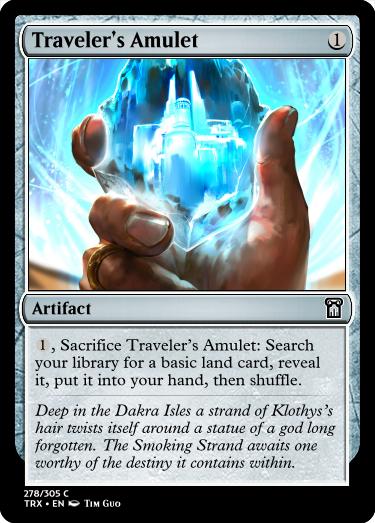 Traveler's Amulet 1
Artifact
1 , Sacrifice Traveler's Amulet: Search
your library for a basic land card, reveal
it, put it into your hand, then shuffle.
Deep in the Dakra Isles a strand of Klothys's
hair twists itself around a statue of a god long
forgotten. The Smoking Strand awaits one
worthy of the destiny it contains within.
278/305 C
TRX • EN Tim Guo